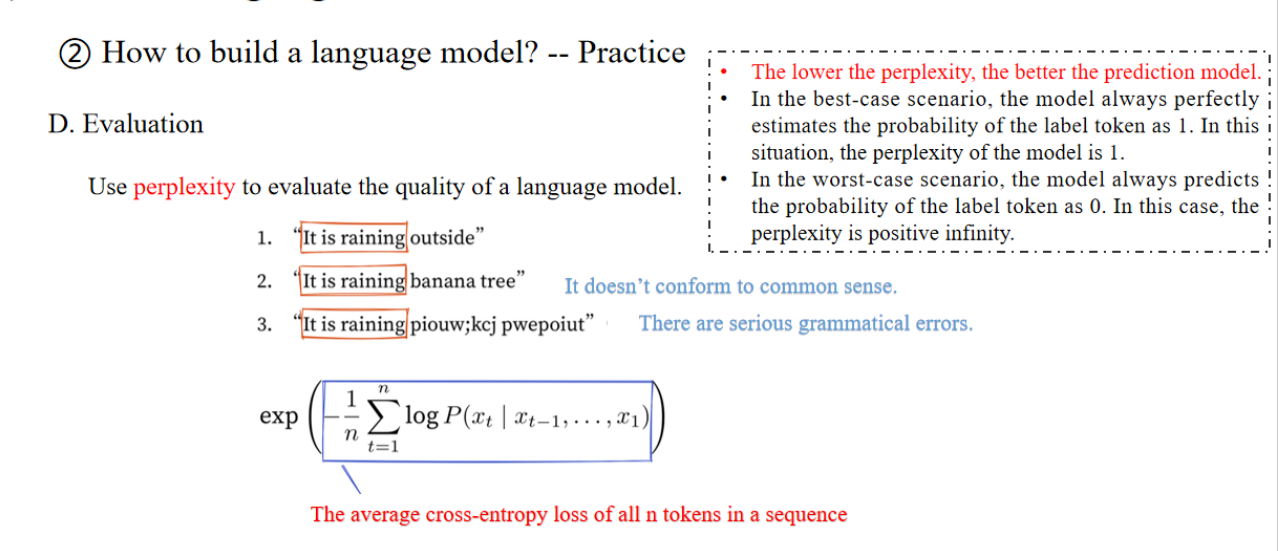 ② How to build a language model? -- Practice
D. Evaluation
Use perplexity to evaluate the quality of a language model.
1. “It is raining outside”
2. “It is raining banana tree” It doesn’t conform to common sense.
3. “It is raining piouw;kcj pwepoiut” There are serious grammatical errors.
exp(-1/n ∑_{t=1}^{n} log P(x_t | x_{t-1}, ..., x_1))
The average cross-entropy loss of all n tokens in a sequence
• The lower the perplexity, the better the prediction model.
• In the best-case scenario, the model always perfectly
estimates the probability of the label token as 1. In this
situation, the perplexity of the model is 1.
• In the worst-case scenario, the model always predicts
the probability of the label token as 0. In this case, the
perplexity is positive infinity.